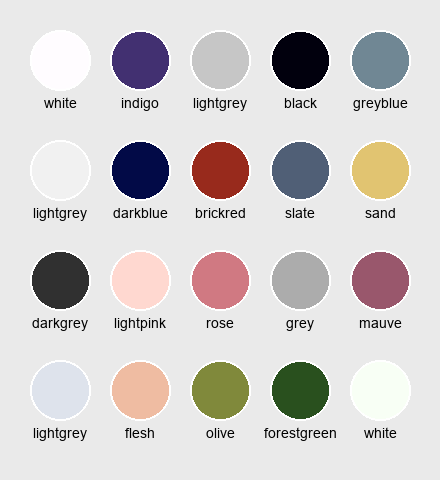 white indigo lightgrey black greyblue
lightgrey darkblue brickred slate sand
darkgrey lightpink rose grey mauve
lightgrey flesh olive forestgreen white